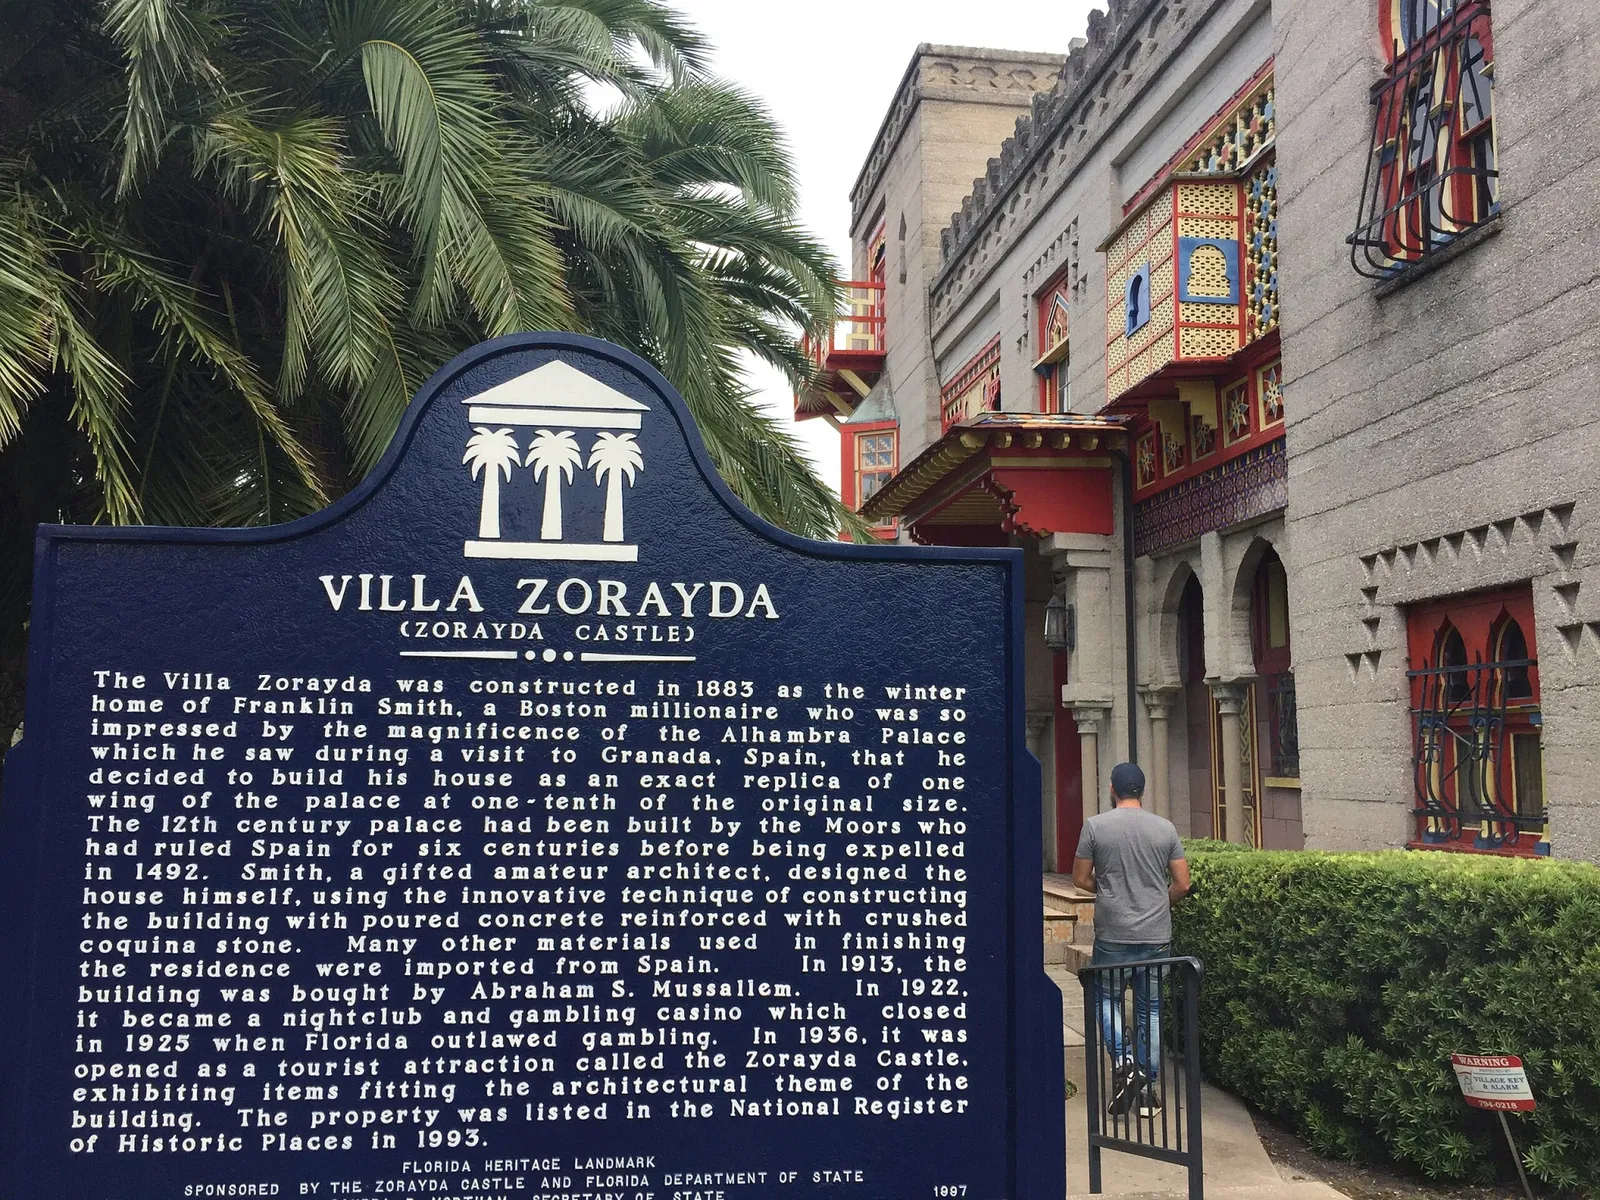 VILLA ZORAYDA
(ZORAYDA CASTLE)
The Villa Zorayda was constructed in 1883 as the winter
home of Franklin Smith, a Boston millionaire who was so
impressed by the magnificence of the Alhambra Palace
which he saw during a visit to Granada, Spain, that he
decided to build his house as an exact replica of one
wing of the palace at one-tenth of the original size.
The 12th century palace had been built by the Moors who
had ruled Spain for six centuries before being expelled
in 1492. Smith, a gifted amateur architect, designed the
house himself, using the innovative technique of constructing
the building with poured concrete reinforced with crushed
coquina stone. Many other materials used in finishing
the residence were imported from Spain. In 1913, the
building was bought by Abraham S. Mussallem. In 1922,
it became a nightclub and gambling casino which closed
in 1925 when Florida outlawed gambling. In 1936, it was
opened as a tourist attraction called the Zorayda Castle,
exhibiting items fitting the architectural theme of the
building. The property was listed in the National Register
of Historic Places in 1993.
FLORIDA HERITAGE LANDMARK
SPONSORED BY THE ZORAYDA CASTLE AND FLORIDA DEPARTMENT OF STATE
SECRETARY OF STATE
1997
WARNING
PROTECTED BY
VILLAGE KEY
& ALARM
794-0218